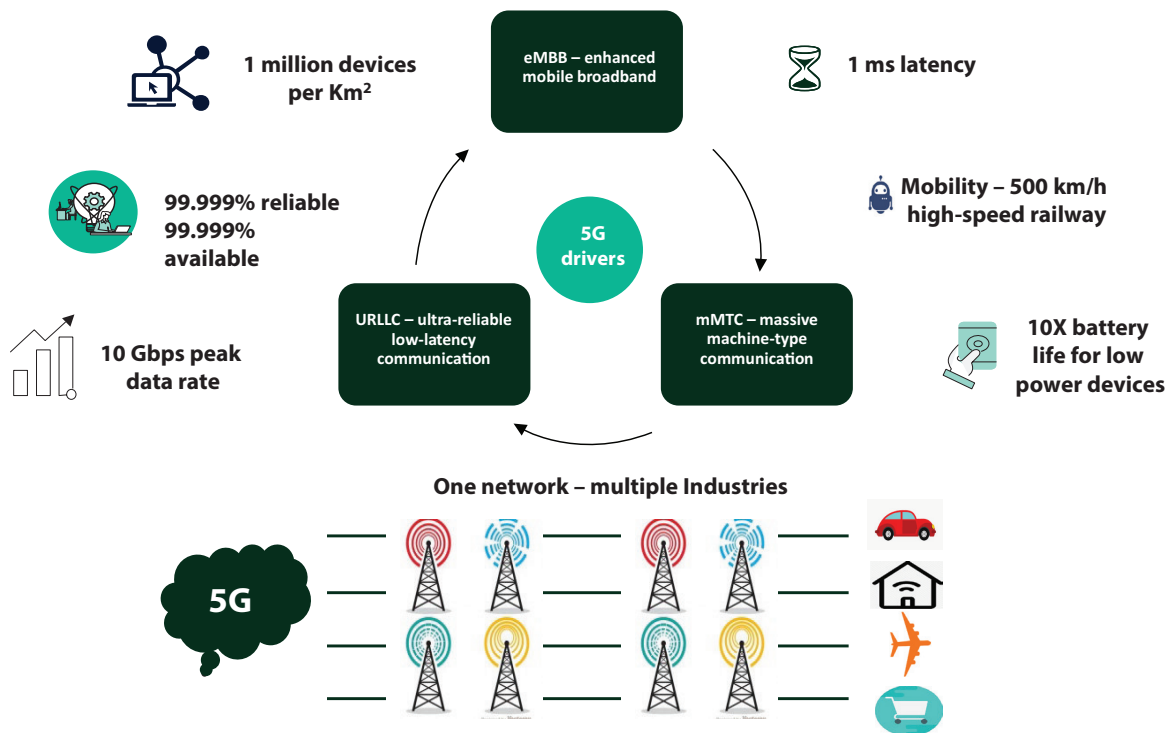 eMBB – enhanced
mobile broadband
1 million devices
per Km²
1 ms latency
99.999% reliable
99.999%
available
Mobility – 500 km/h
high-speed railway
5G
drivers
URLLC – ultra-reliable
low-latency
communication
mMTC – massive
machine-type
communication
10 Gbps peak
data rate
10X battery
life for low
power devices
One network – multiple Industries
5G